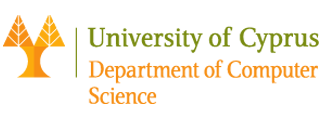 University of Cyprus
Department of Computer
Science